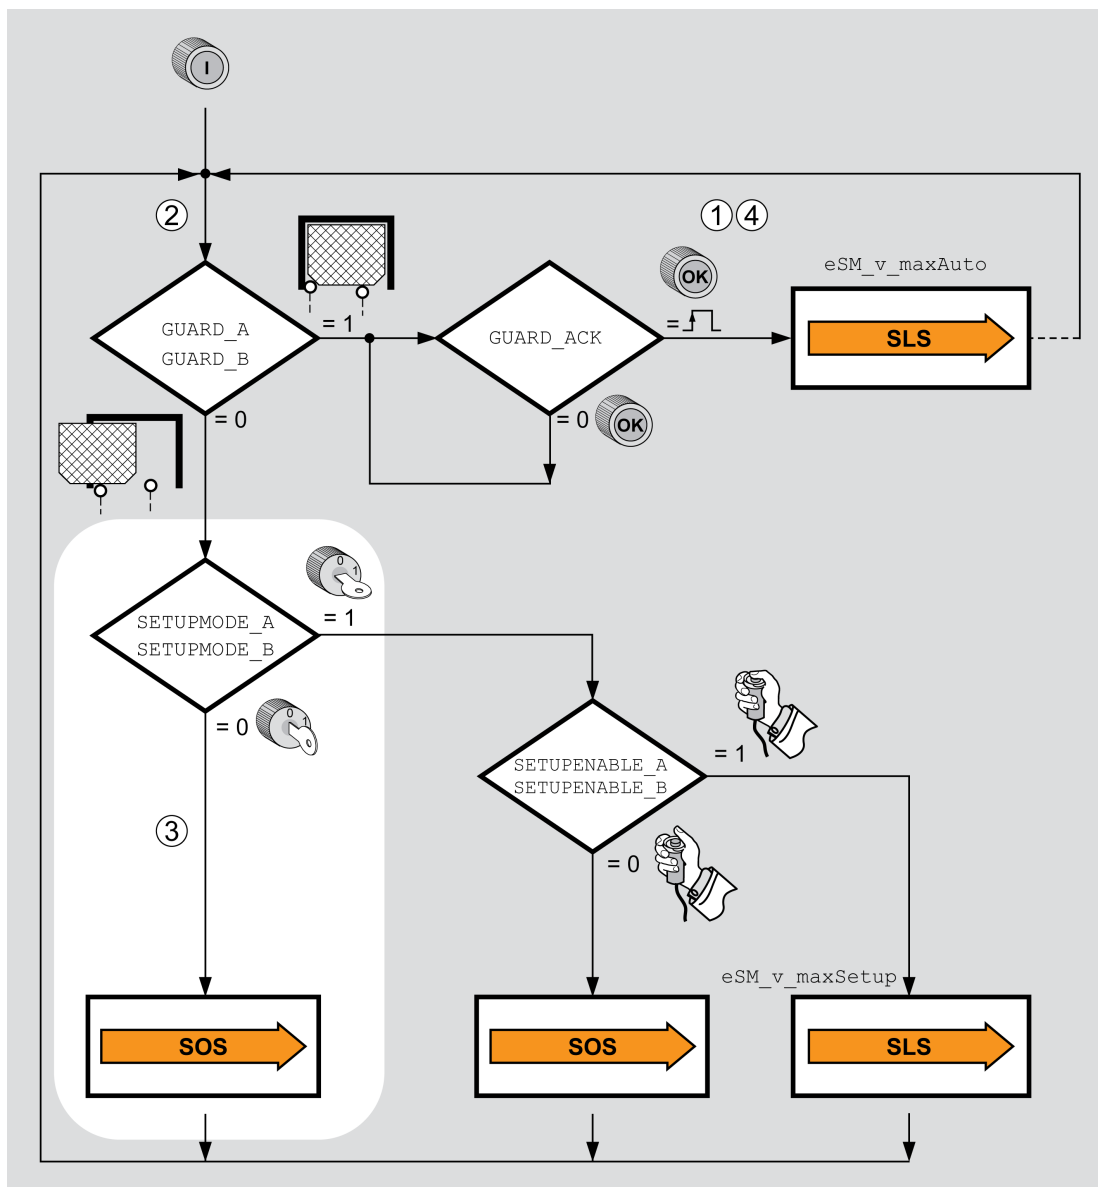 I
2
1 4
OK
eSM_v_maxAuto
GUARD_A
GUARD_B
= 1
GUARD_ACK
=
SLS
= 0
= 0
OK
0
1
SETUPMODE_A
SETUPMODE_B
= 1
= 0
0
1
SETUPENABLE_A
SETUPENABLE_B
= 1
3
= 0
eSM_v_maxSetup
SOS
SOS
SLS